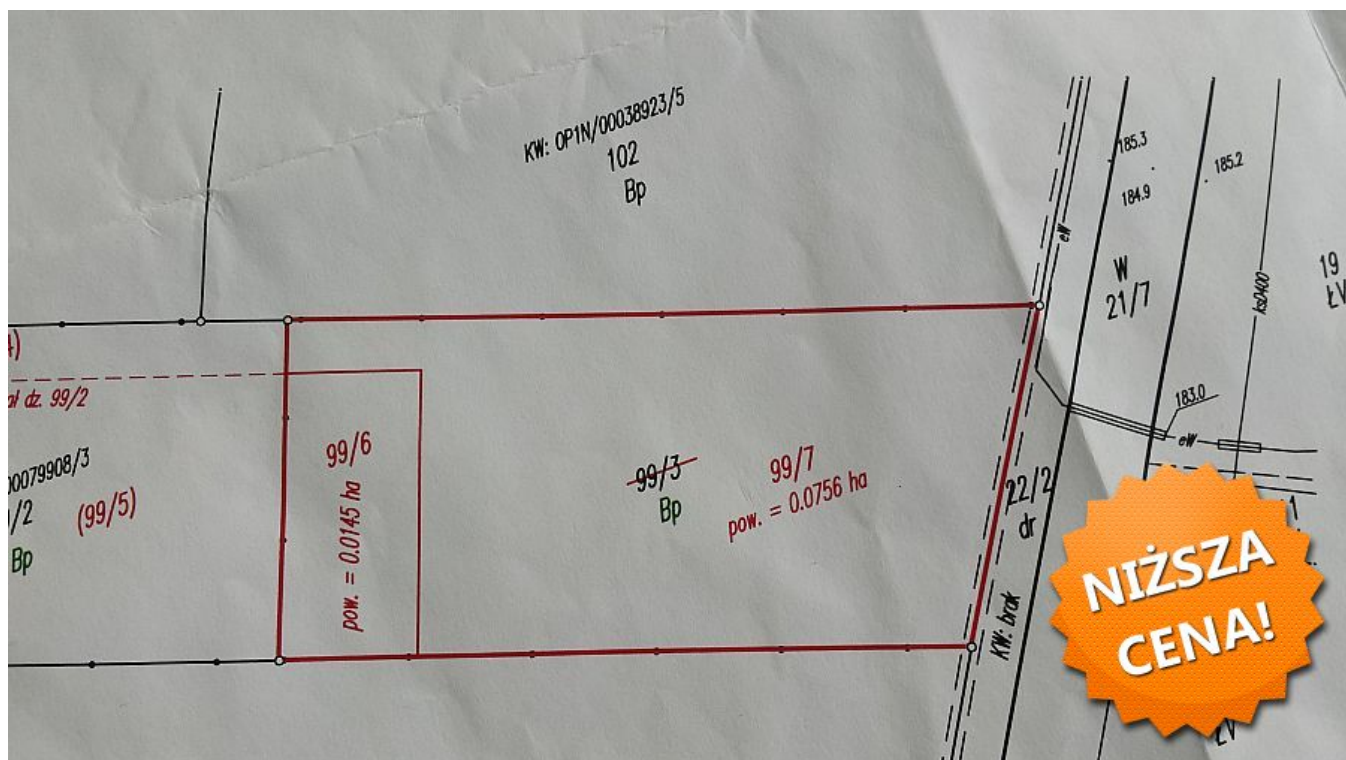 KW: OP1N/00038923/5
102
Bp
185.3
184.9
185.2
eW
W
21/7
ks0400
19
183.0
eW
dz. 99/2
00079908/3
/2
(99/5)
Bp
99/6
pow. = 0.0145 ha
99/3
Bp
99/7
pow. = 0.0756 ha
22/2
dr
KW: brak
NIŻSZA
CENA!